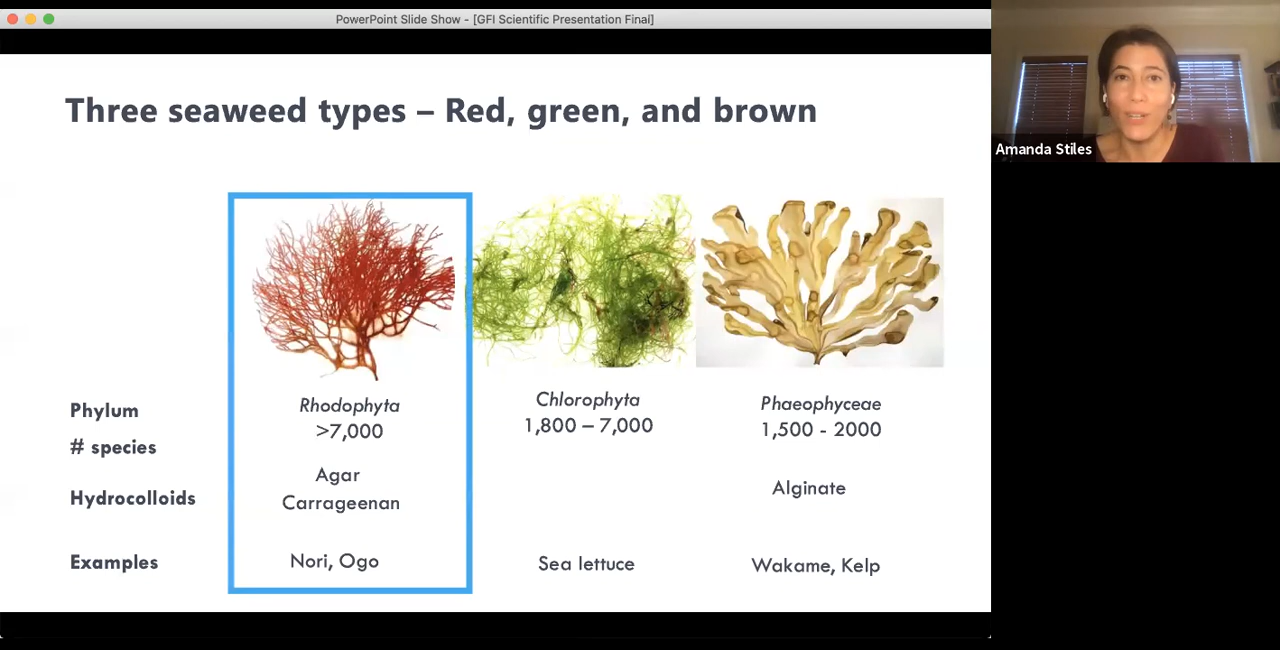 PowerPoint Slide Show - [GFI Scientific Presentation Final]
Amanda Stiles
Three seaweed types – Red, green, and brown
Phylum
Rhodophyta
Chlorophyta
Phaeophyceae
# species
>7,000
1,800 – 7,000
1,500 - 2000
Hydrocolloids
Agar
Carrageenan
Alginate
Examples
Nori, Ogo
Sea lettuce
Wakame, Kelp